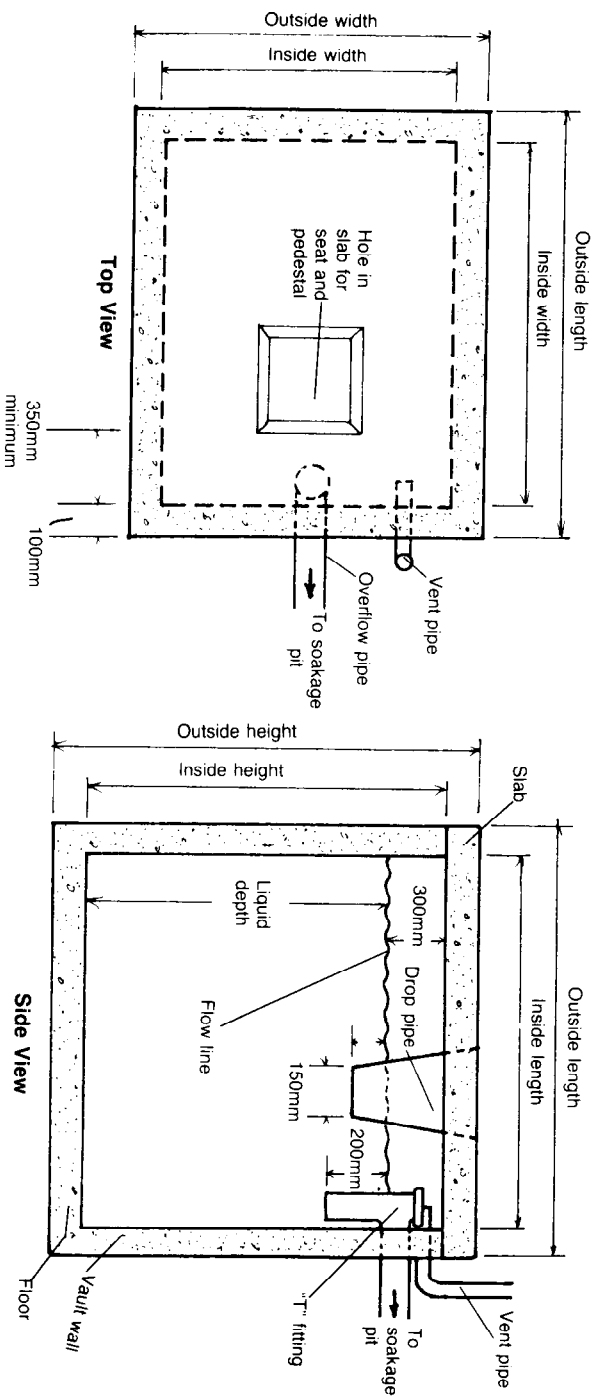 Outside width
Inside width
Outside length
Inside width
Hole in
slab for
seat and
pedestal
Vent pipe
Overflow pipe
To soakage
pit
350mm
minimum
100mm
Top View
Outside height
Inside height
Slab
Outside length
Inside length
300mm
Drop pipe
Liquid
depth
Flow line
150mm
200mm
"T" fitting
To
soakage
pit
Vent pipe
Vault wall
Floor
Side View